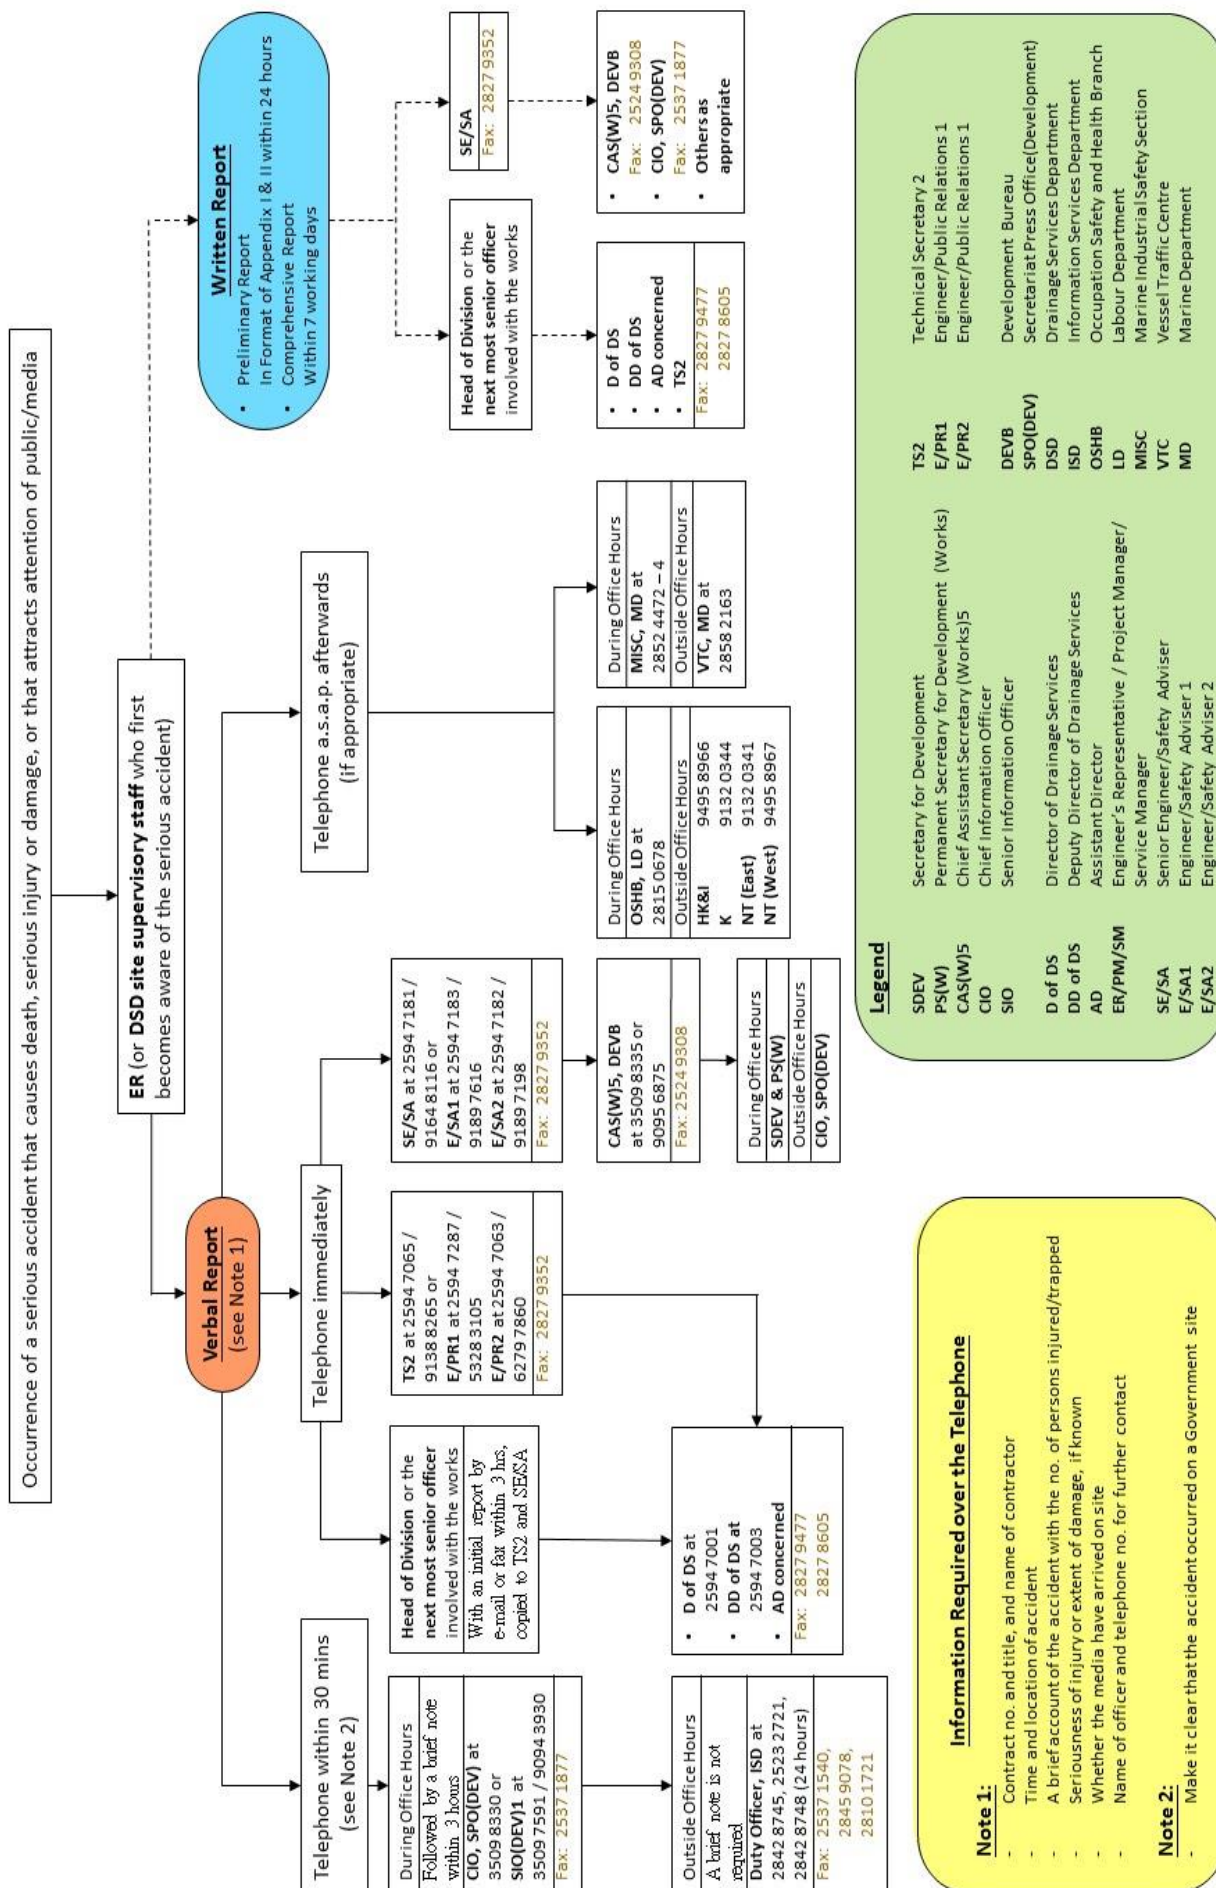 Occurrence of a serious accident that causes death, serious injury or damage, or that attracts attention of public/media
ER (or DSD site supervisory staff who first
becomes aware of the serious accident)
Verbal Report
(see Note 1)
Written Report
• Preliminary Report
In Format of Appendix I & II within 24 hours
• Comprehensive Report
Within 7 working days
Telephone within 30 mins
(see Note 2)
Telephone immediately
Telephone a.s.a.p. afterwards
(if appropriate)
During Office Hours
Followed by a brief note
within 3 hours
CIO, SPO(DEV) at
3509 8330 or
SIO(DEV)1 at
3509 7591 / 9094 3930
Fax: 2537 1877
Outside Office Hours
A brief note is not
required
Duty Officer, ISD at
2842 8745, 2523 2721,
2842 8748 (24 hours)
Fax: 2537 1540,
2845 9078,
2810 1721
Head of Division or the
next most senior officer
involved with the works
With an initial report by
e-mail or fax within 3 hrs,
copied to TS2 and SE/SA
TS2 at 2594 7065 /
9138 8265 or
E/PR1 at 2594 7287 /
5328 3105
E/PR2 at 2594 7063 /
6279 7860
Fax: 2827 9352
• D of DS at
2594 7001
• DD of DS at
2594 7003
• AD concerned
Fax: 2827 9477
2827 8605
SE/SA at 2594 7181 /
9164 8116 or
E/SA1 at 2594 7183 /
9189 7616
E/SA2 at 2594 7182 /
9189 7198
Fax: 2827 9352
CAS(W)5, DEVB
at 3509 8335 or
9095 6875
Fax: 2524 9308
During Office Hours
SDEV & PS(W)
Outside Office Hours
CIO, SPO(DEV)
During Office Hours
OSHB, LD at
2815 0678
Outside Office Hours
HK&I 9495 8966
K 9132 0344
NT (East) 9132 0341
NT (West) 9495 8967
During Office Hours
MISC, MD at
2852 4472 – 4
Outside Office Hours
VTC, MD at
2858 2163
Head of Division or the
next most senior officer
involved with the works
• D of DS
• DD of DS
• AD concerned
• TS2
Fax: 2827 9477
2827 8605
SE/SA
Fax: 2827 9352
• CAS(W)5, DEVB
Fax: 2524 9308
• CIO, SPO(DEV)
Fax: 2537 1877
• Others as
appropriate
Information Required over the Telephone
Note 1:
- Contract no. and title, and name of contractor
- Time and location of accident
- A brief account of the accident with the no. of persons injured/trapped
- Seriousness of injury or extent of damage, if known
- Whether the media have arrived on site
- Name of officer and telephone no. for further contact
Note 2:
- Make it clear that the accident occurred on a Government site
Legend
SDEV Secretary for Development
PS(W) Permanent Secretary for Development (Works)
CAS(W)5 Chief Assistant Secretary (Works)5
CIO Chief Information Officer
SIO Senior Information Officer
D of DS Director of Drainage Services
DD of DS Deputy Director of Drainage Services
AD Assistant Director
ER/PM/SM Engineer's Representative / Project Manager/
Service Manager
SE/SA Senior Engineer/Safety Adviser
E/SA1 Engineer/Safety Adviser 1
E/SA2 Engineer/Safety Adviser 2
TS2 Technical Secretary 2
E/PR1 Engineer/Public Relations 1
E/PR2 Engineer/Public Relations 1
DEVB Development Bureau
SPO(DEV) Secretariat Press Office(Development)
DSD Drainage Services Department
ISD Information Services Department
OSHB Occupation Safety and Health Branch
LD Labour Department
MISC Marine Industrial Safety Section
VTC Vessel Traffic Centre
MD Marine Department